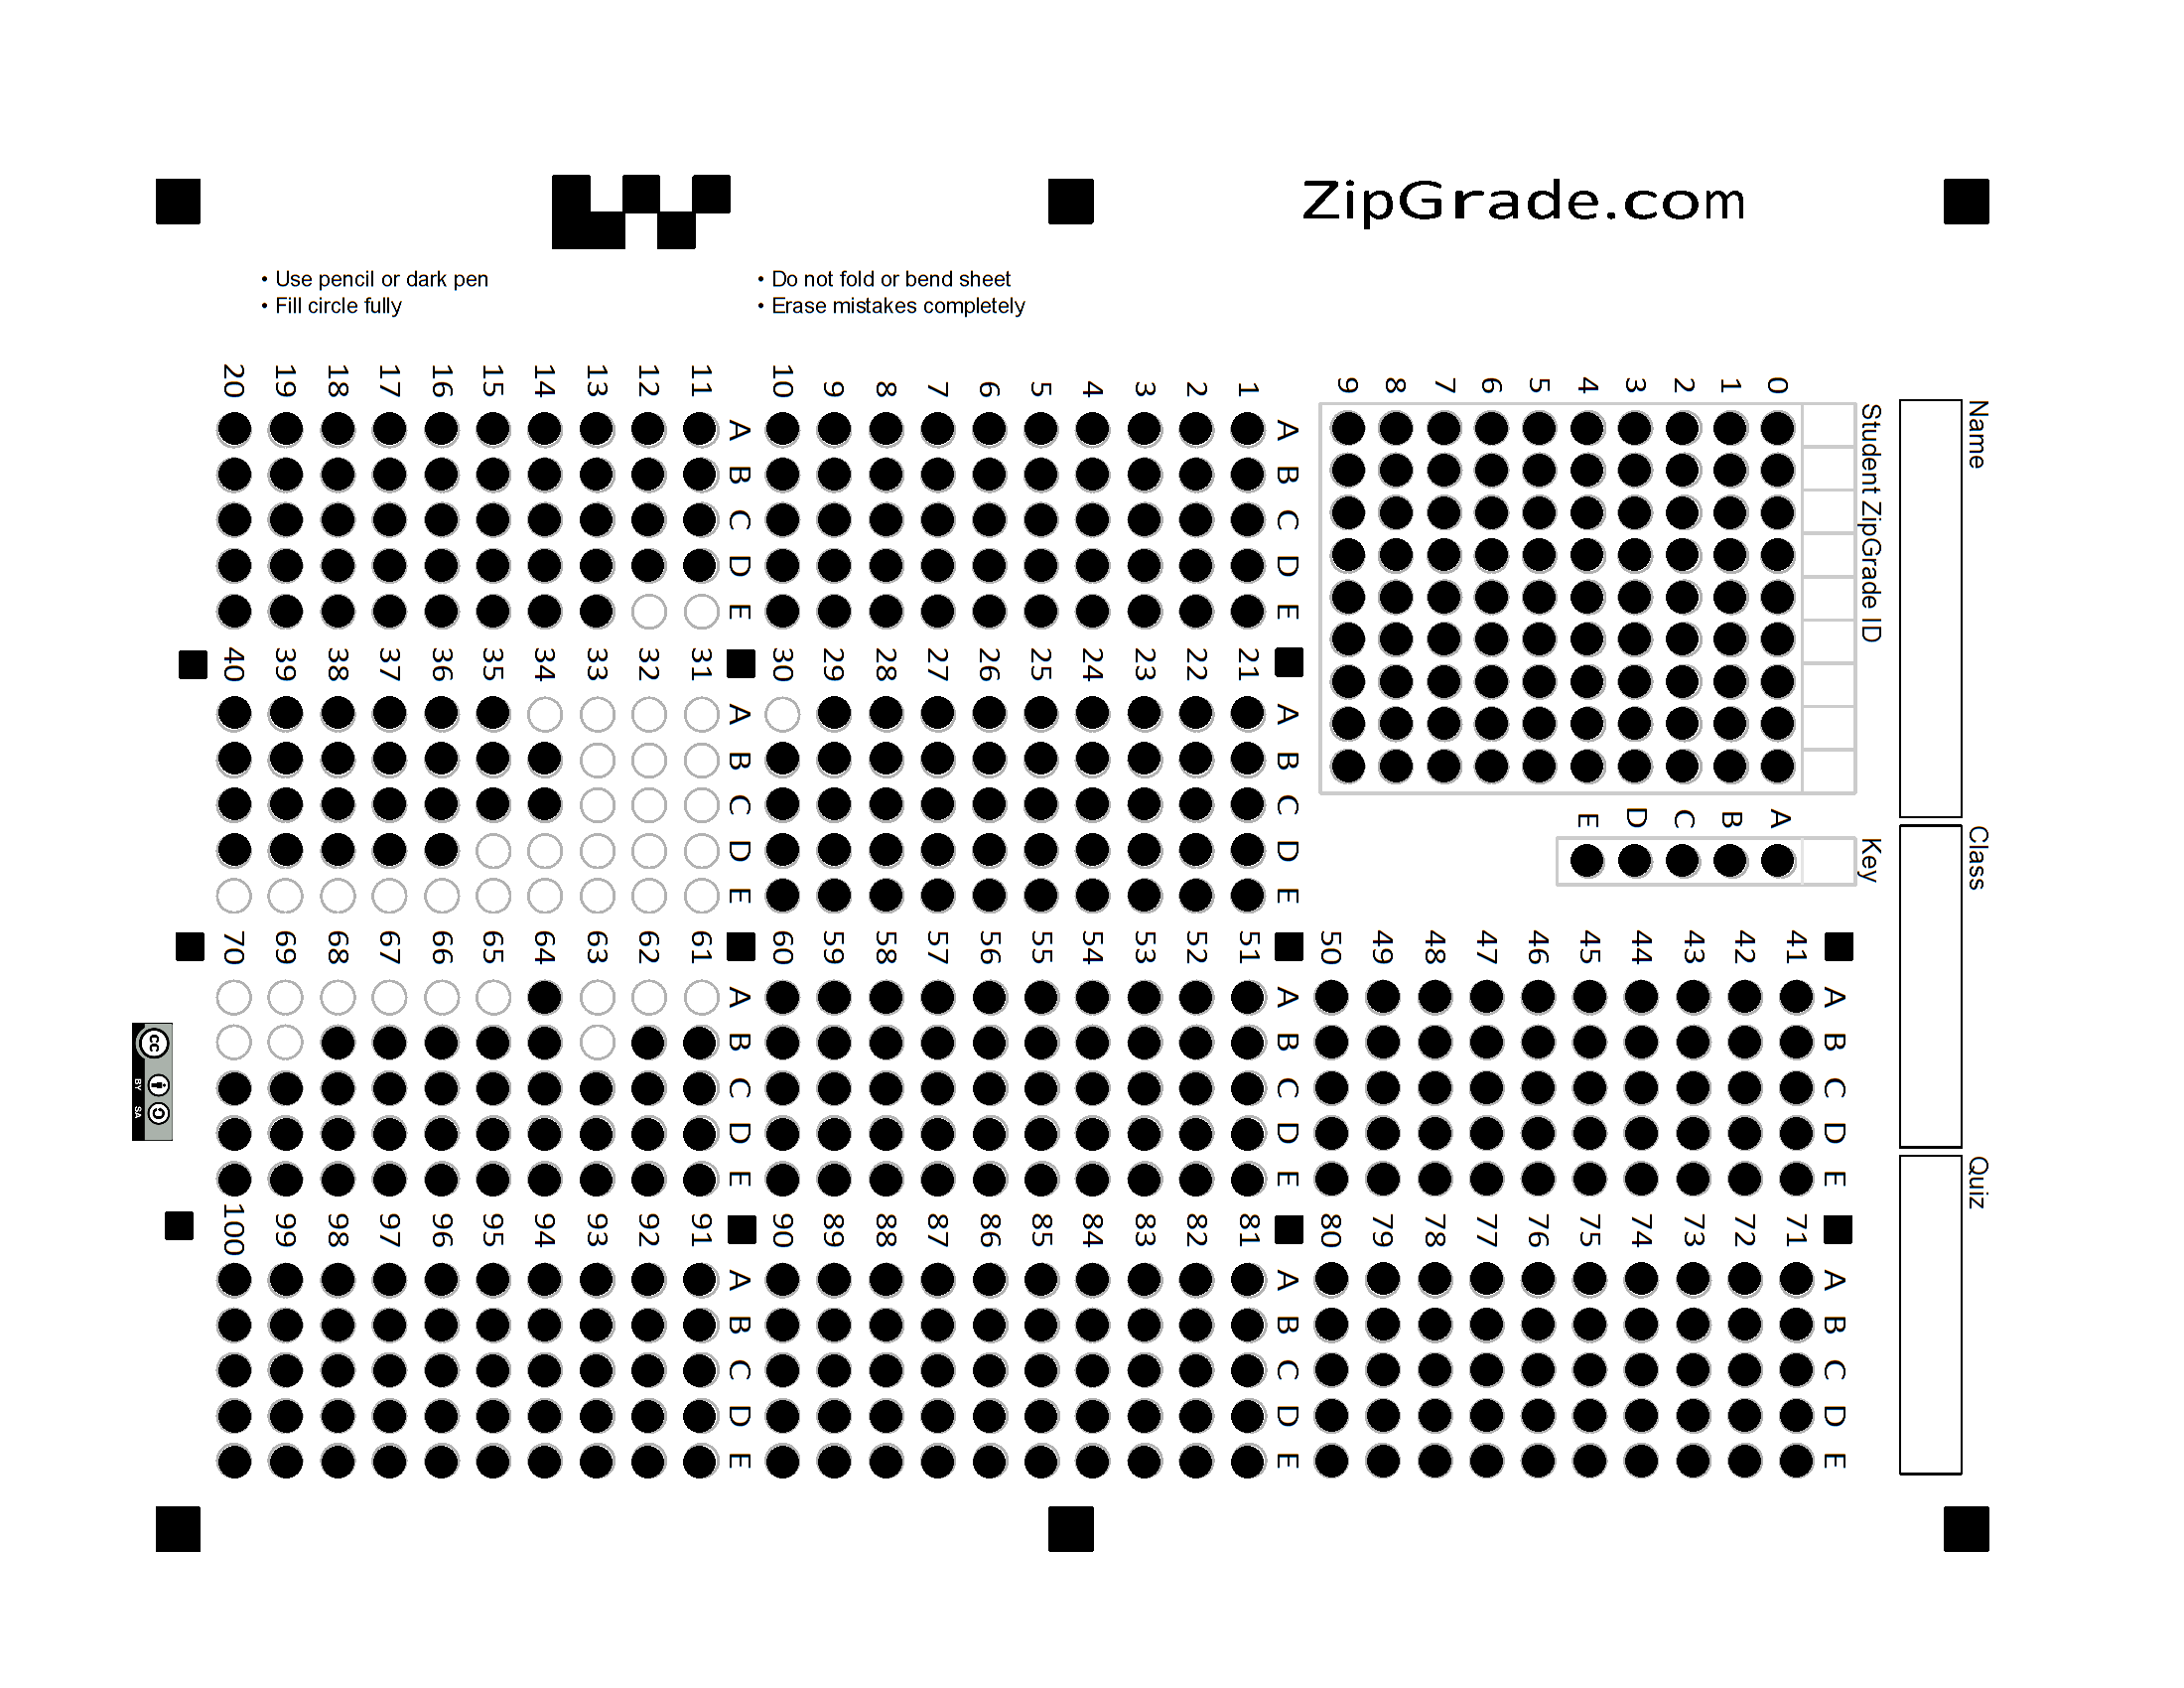 ZipGrade.com
• Use pencil or dark pen
• Fill circle fully
• Do not fold or bend sheet
• Erase mistakes completely
Name
Class
Quiz
Student ZipGrade ID
0 1 2 3 4 5 6 7 8 9
Key
A B C D E
1 2 3 4 5 6 7 8 9 10
A B C D E
11 12 13 14 15 16 17 18 19 20
A B C D E
21 22 23 24 25 26 27 28 29 30
A B C D E
31 32 33 34 35 36 37 38 39 40
A B C D E
41 42 43 44 45 46 47 48 49 50
A B C D E
51 52 53 54 55 56 57 58 59 60
A B C D E
61 62 63 64 65 66 67 68 69 70
A B C D E
71 72 73 74 75 76 77 78 79 80
A B C D E
81 82 83 84 85 86 87 88 89 90
A B C D E
91 92 93 94 95 96 97 98 99 100
A B C D E
cc
BY SA